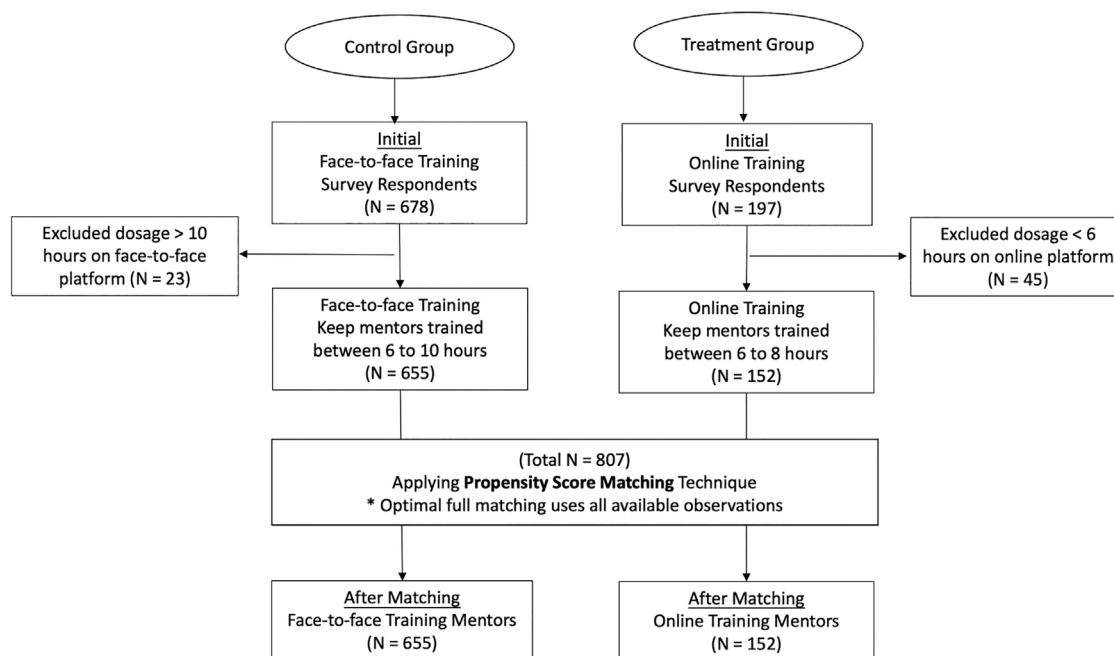 Control Group
Treatment Group
Initial
Face-to-face Training
Survey Respondents
(N = 678)
Initial
Online Training
Survey Respondents
(N = 197)
Excluded dosage > 10
hours on face-to-face
platform (N = 23)
Excluded dosage < 6
hours on online platform
(N = 45)
Face-to-face Training
Keep mentors trained
between 6 to 10 hours
(N = 655)
Online Training
Keep mentors trained
between 6 to 8 hours
(N = 152)
(Total N = 807)
Applying Propensity Score Matching Technique
* Optimal full matching uses all available observations
After Matching
Face-to-face Training Mentors
(N = 655)
After Matching
Online Training Mentors
(N = 152)